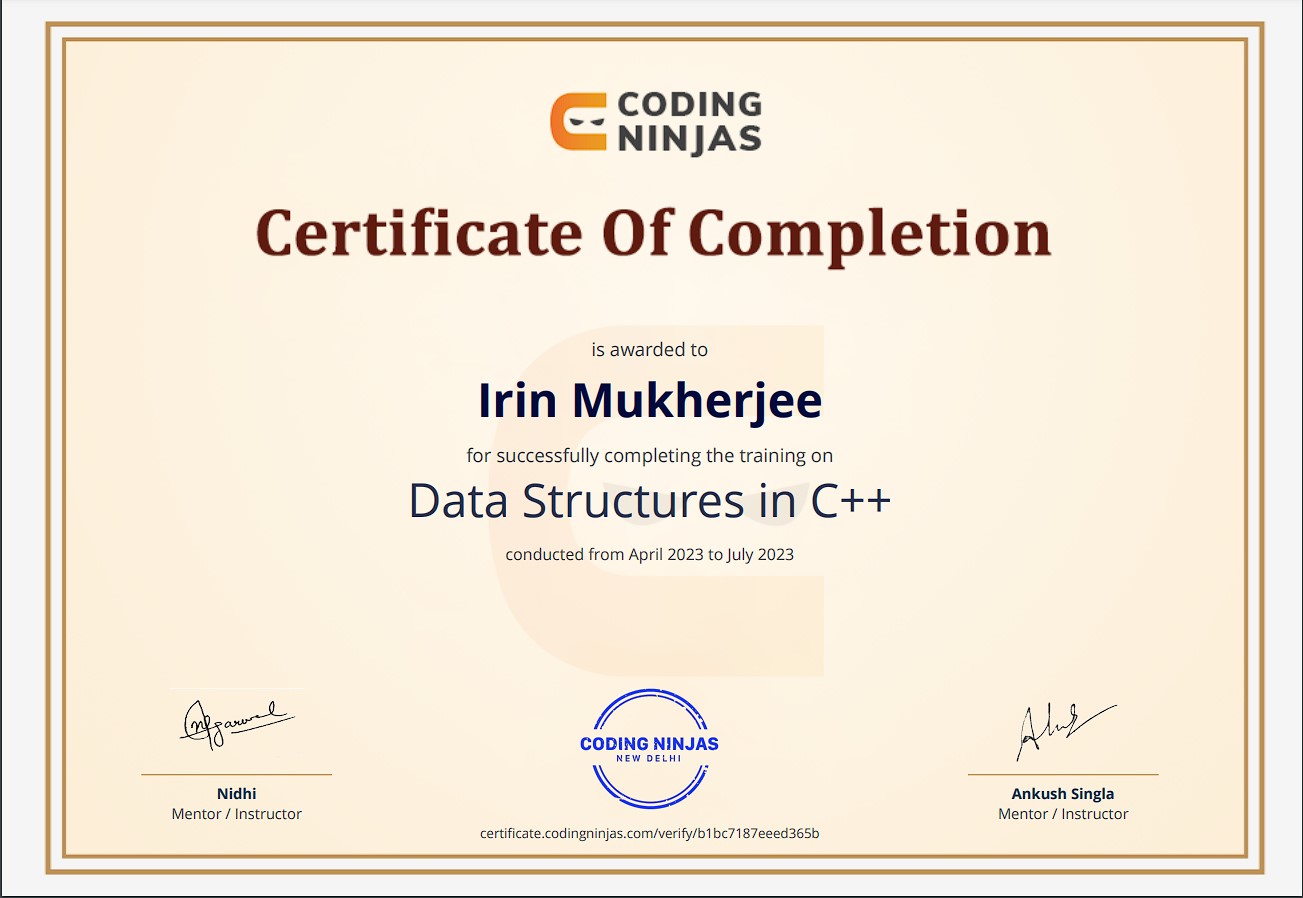 CODING
NINJAS
Certificate Of Completion
is awarded to
Irin Mukherjee
for successfully completing the training on
Data Structures in C++
conducted from April 2023 to July 2023
CODING NINJAS
NEW DELHI
Nidhi
Mentor / Instructor
Ankush Singla
Mentor / Instructor
certificate.codingninjas.com/verify/b1bc7187eeed365b